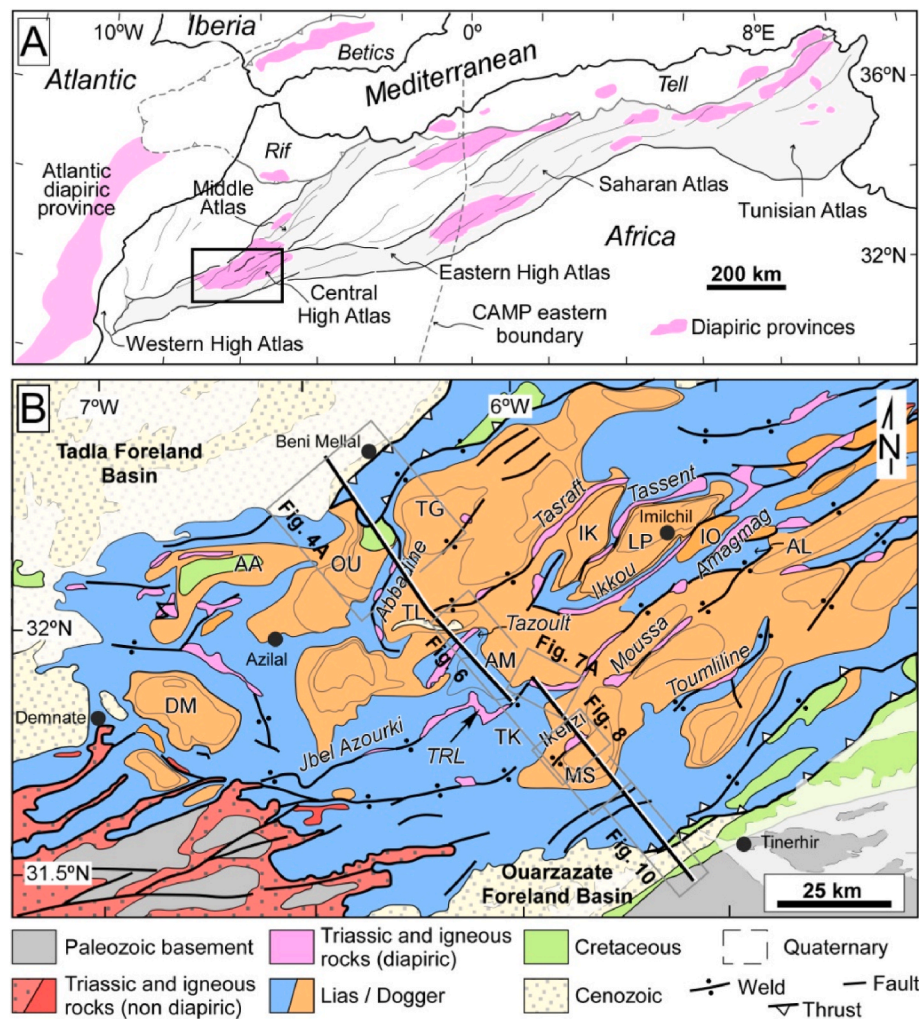 A
10ºW
Iberia
0º
8ºE
Betics
Atlantic
Mediterranean
36ºN
Tell
Rif
Atlantic
diapiric
province
Middle
Atlas
Saharan Atlas
Tunisian Atlas
Africa
32ºN
Eastern High Atlas
200 km
Central
High Atlas
CAMP eastern
boundary
Diapiric provinces
Western High Atlas
B
7ºW
6ºW
N
Beni Mellal
Tadla Foreland
Basin
Fig. 4A
TG
Tasraft
Tassent
Imilchil
IK
LP
IO
OU
AA
Abbadine
Ikkou
Amagmag
AL
32ºN
TL
Tazoult
Azilal
Fig. 6
AM
Fig. 7A
Moussa
Toumliline
DM
Demnate
Fig. 8
Ikerzi
Jbel Azourki
TRL
TK
MS
Tinerhir
31.5ºN
Fig. 10
Ouarzazate
Foreland Basin
25 km
Paleozoic basement
Triassic and igneous
rocks (diapiric)
Cretaceous
Quaternary
Triassic and igneous
rocks (non diapiric)
Lias / Dogger
Cenozoic
Weld
Fault
Thrust